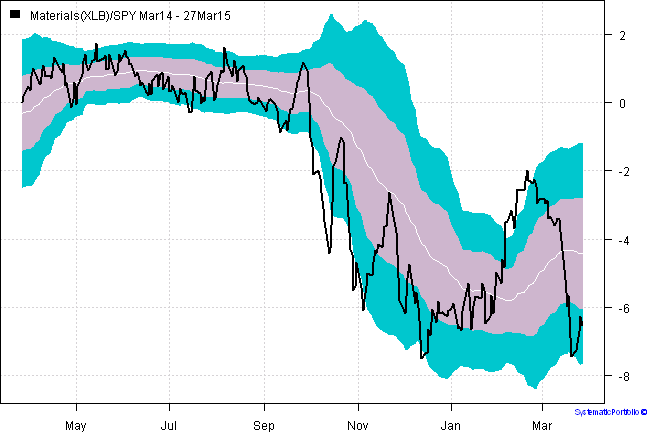 Materials(XLB)/SPY Mar14 - 27Mar15
2
0
-2
-4
-6
-8
May Jul Sep Nov Jan Mar
SystematicPortfolio ©